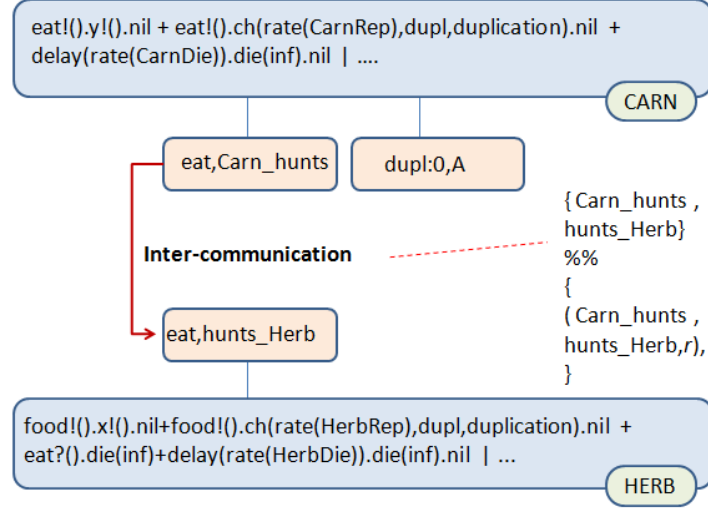 eat!().y!().nil + eat!().ch(rate(CarnRep),dupl,duplication).nil +
delay(rate(CarnDie)).die(inf).nil | ....
CARN
eat,Carn_hunts
dupl:0,A
{ Carn_hunts ,
hunts_Herb}
%%
{
( Carn_hunts ,
hunts_Herb,r),
}
Inter-communication
eat,hunts_Herb
food!().x!().nil+food!().ch(rate(HerbRep),dupl,duplication).nil +
eat?().die(inf)+delay(rate(HerbDie)).die(inf).nil | ...
HERB